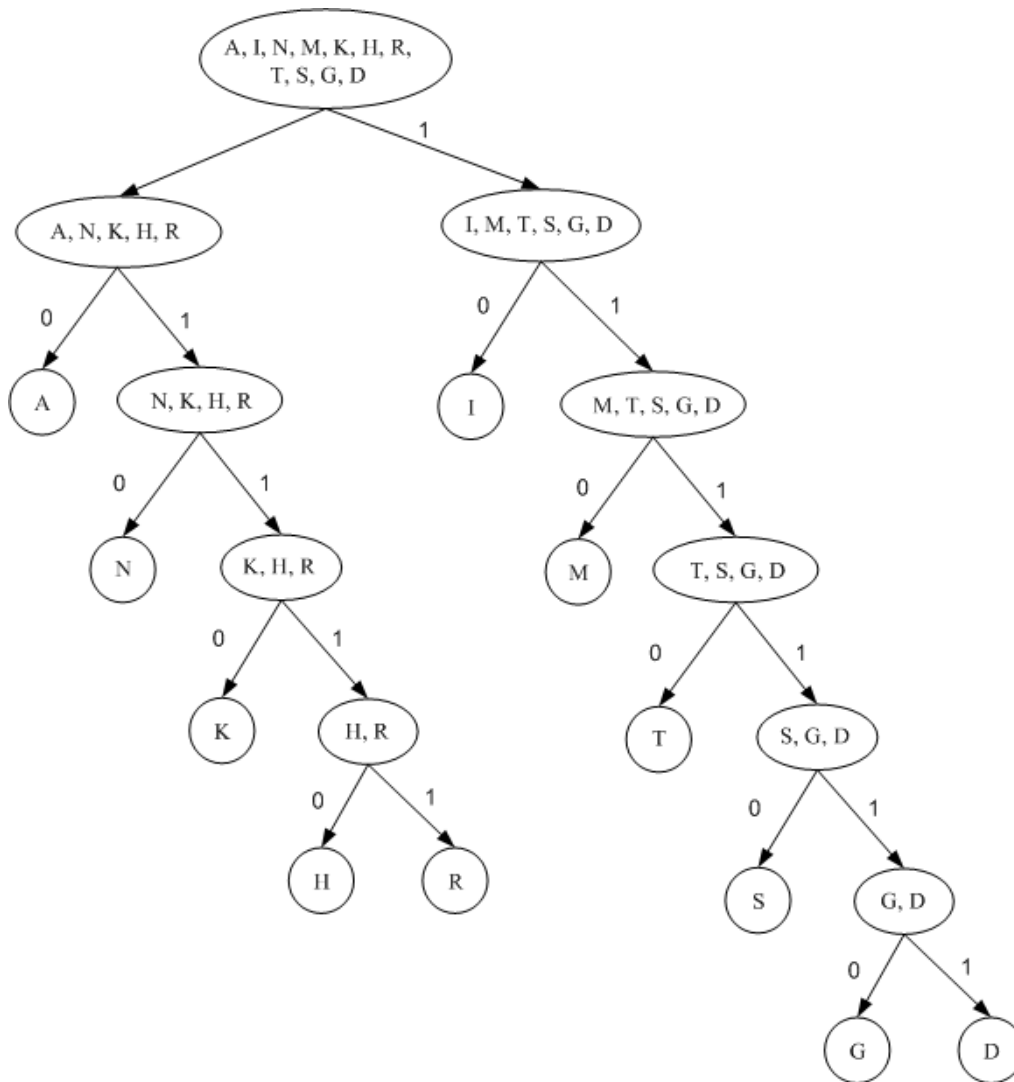 A, I, N, M, K, H, R,
T, S, G, D
1
A, N, K, H, R
I, M, T, S, G, D
0
1
0
1
A
N, K, H, R
I
M, T, S, G, D
0
1
0
1
N
K, H, R
M
T, S, G, D
0
1
0
1
K
H, R
T
S, G, D
0
1
0
1
H
R
S
G, D
0
1
G
D